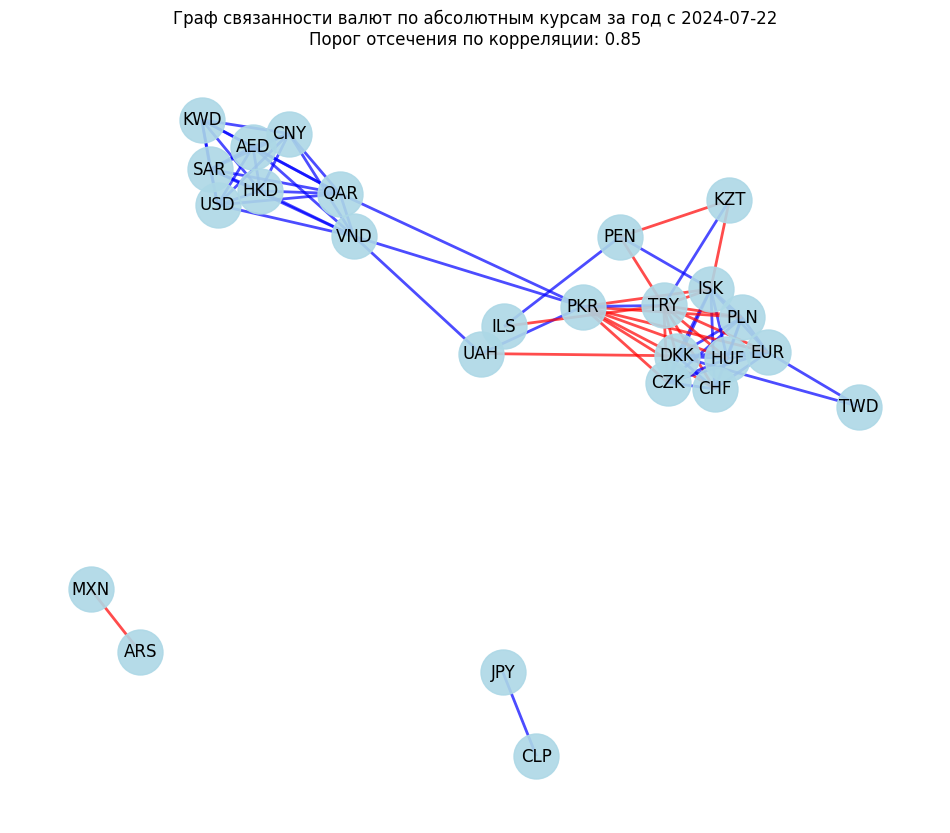 Граф связанности валют по абсолютным курсам за год с 2024-07-22
Порог отсечения по корреляции: 0.85
KWD
CNY
AED
SAR
HKD
QAR
USD
VND
KZT
PEN
ISK
PKR
TRY
PLN
ILS
UAH
DKK
HUF
EUR
CZK
CHF
TWD
MXN
ARS
JPY
CLP